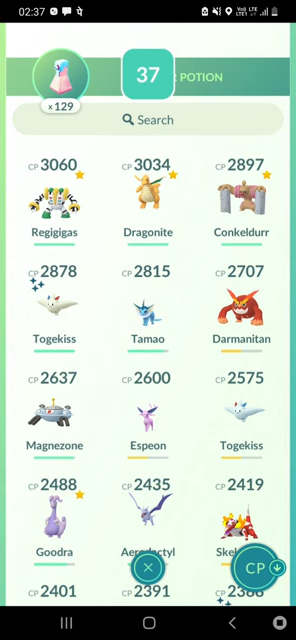 02:37
Vo)) LTE
LTE1
37
R POTION
x 129
Search
CP 3060 CP 3034 CP 2897
Regigigas Dragonite Conkeldurr
CP 2878 CP 2815 CP 2707
Togekiss Tamao Darmanitan
CP 2637 CP 2600 CP 2575
Magnezone Espeon Togekiss
CP 2488 CP 2435 CP 2419
Goodra
CP 2401 CP 2391 CP
CP